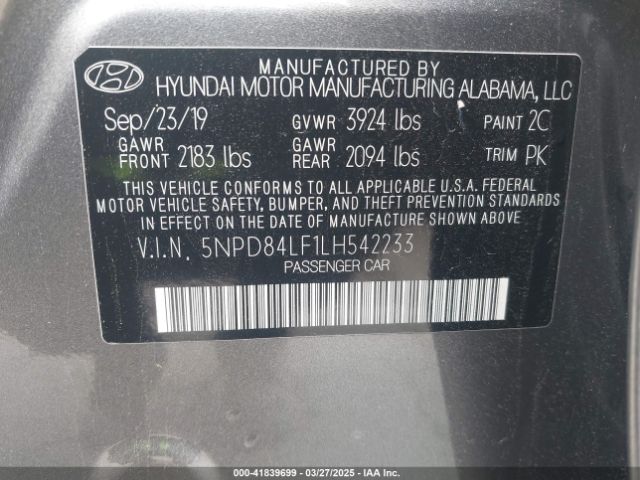 MANUFACTURED BY
HYUNDAI MOTOR MANUFACTURING ALABAMA, LLC
Sep/23/19 GVWR 3924 lbs PAINT 2C
GAWR FRONT 2183 lbs GAWR REAR 2094 lbs TRIM PK
THIS VEHICLE CONFORMS TO ALL APPLICABLE U.S.A. FEDERAL
MOTOR VEHICLE SAFETY, BUMPER, AND THEFT PREVENTION STANDARDS
IN EFFECT ON THE DATE OF MANUFACTURE SHOWN ABOVE
V.I.N. 5NPD84LF1LH542233
PASSENGER CAR
000-41839699 | 03/27/2025 | IAA, Inc.